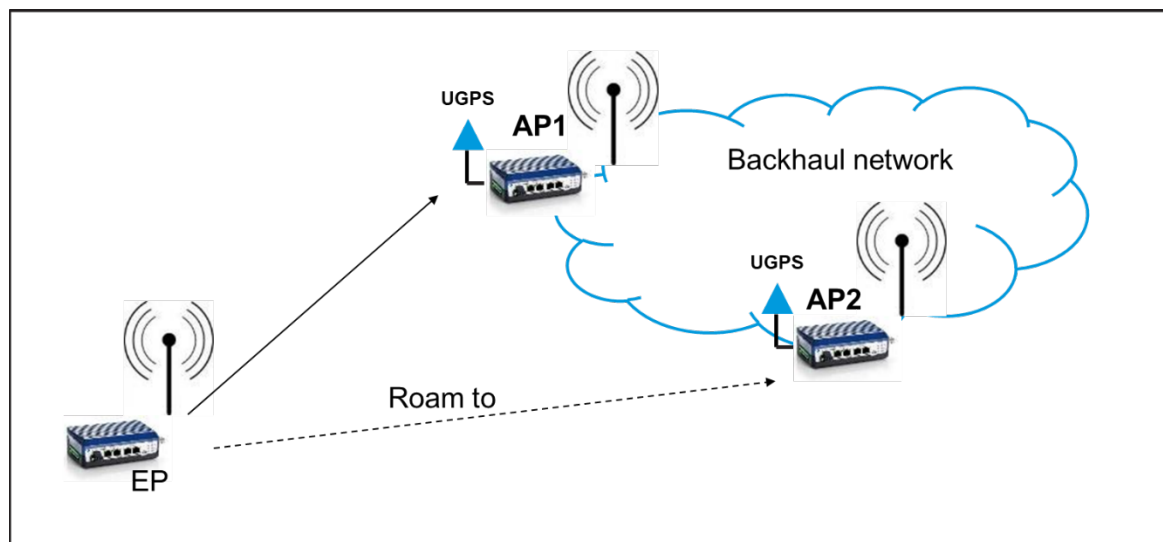 UGPS
AP1
Backhaul network
UGPS
AP2
Roam to
EP